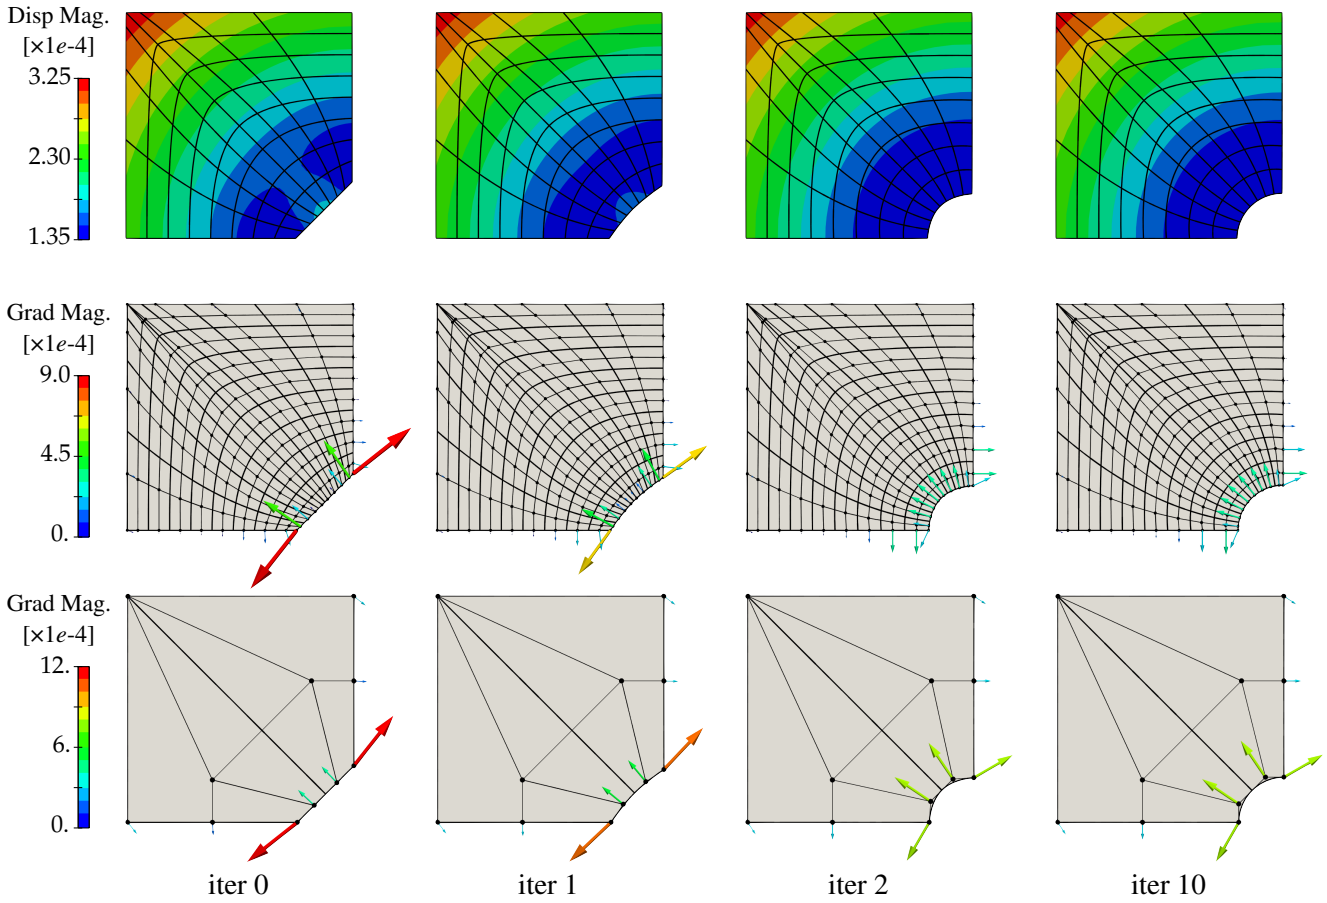 Disp Mag.
[×1e-4]
3.25
2.30
1.35
Grad Mag.
[×1e-4]
9.0
4.5
0.
Grad Mag.
[×1e-4]
12.
6.
0.
iter 0
iter 1
iter 2
iter 10